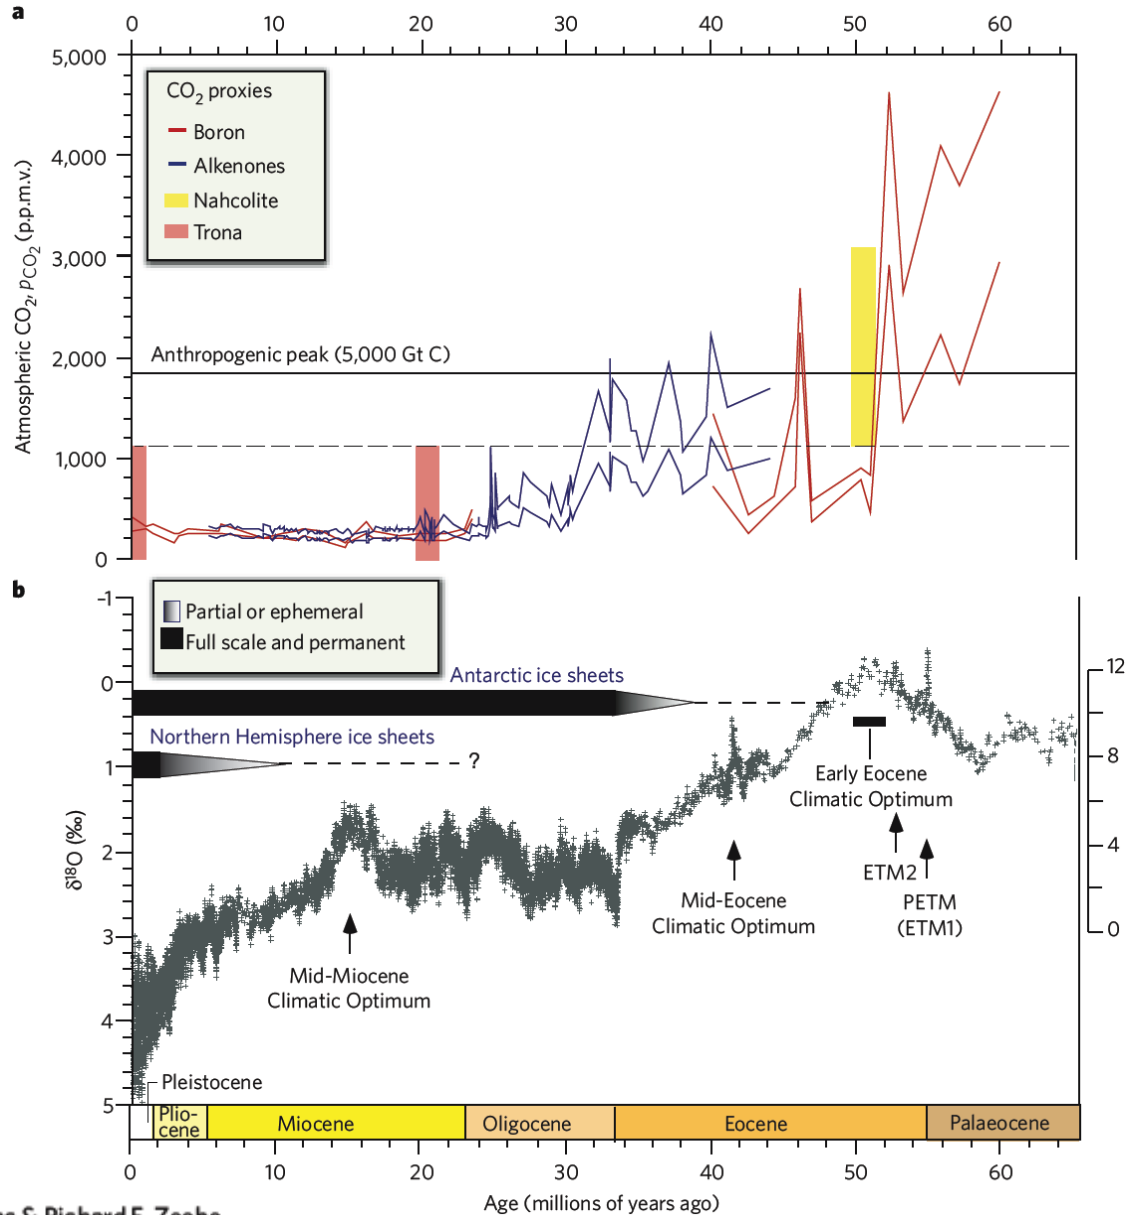 a
0 10 20 30 40 50 60
5,000
4,000
3,000
2,000
1,000
0
Atmospheric CO2, pCO2 (p.p.m.v.)
CO2 proxies
Boron
Alkenones
Nahcolite
Trona
Anthropogenic peak (5,000 Gt C)
b
-1
0
1
2
3
4
5
δ18O (‰)
Partial or ephemeral
Full scale and permanent
Antarctic ice sheets
Northern Hemisphere ice sheets
?
12
8
4
0
Early Eocene
Climatic Optimum
ETM2
PETM
(ETM1)
Mid-Eocene
Climatic Optimum
Mid-Miocene
Climatic Optimum
Pleistocene
Plio-
cene
Miocene
Oligocene
Eocene
Palaeocene
0 10 20 30 40 50 60
Age (millions of years ago)